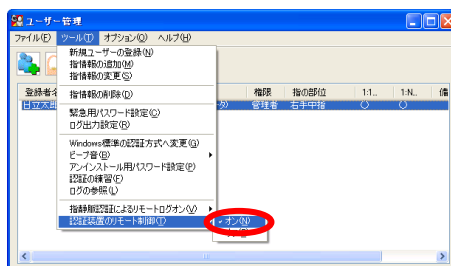 ユーザー管理
ファイル(F) ツール(T) オプション(O) ヘルプ(H)
新規ユーザーの登録(N)
指情報の追加(M)
指情報の変更(S)
指情報の削除(D)
緊急用パスワード設定(C)
ログ出力設定(R)
Windows標準の認証方式へ変更(G)
ビープ音(B)
アンインストール用パスワード設定(P)
認証の練習(E)
ログの参照(L)
指静脈認証によるリモートログオン(V)
認証装置のリモート制御(T)
オン(N)
登録者名 権限 指の部位 1:1... 1:N... 備
日立太郎 管理者 右手中指 ○ ○